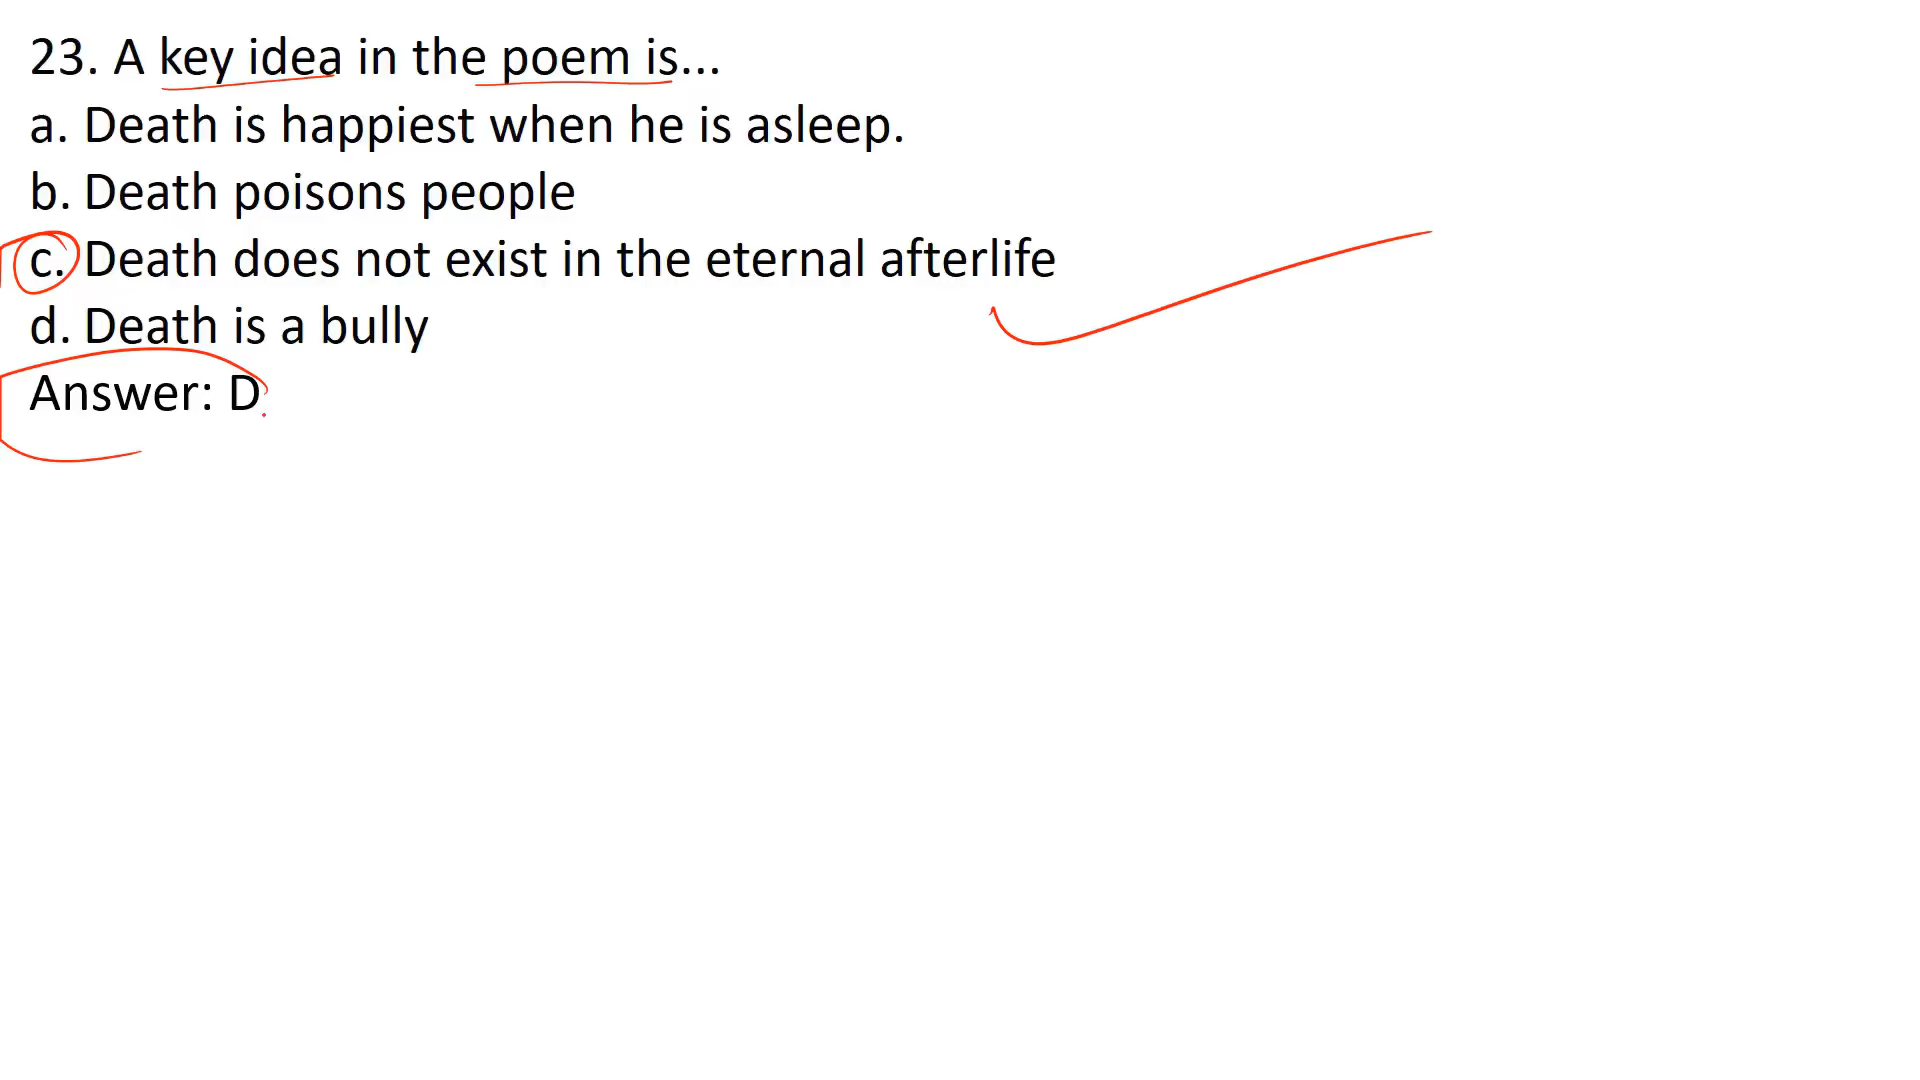 23. A key idea in the poem is...
a. Death is happiest when he is asleep.
b. Death poisons people
c. Death does not exist in the eternal afterlife
d. Death is a bully
Answer: D